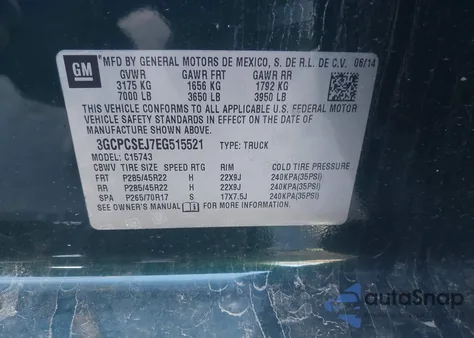 GM
MFD BY GENERAL MOTORS DE MEXICO, S. DE R.L. DE C.V. 06/14
GVWR GAWR FRT GAWR RR
3175 KG 1656 KG 1792 KG
7000 LB 3650 LB 3950 LB
THIS VEHICLE CONFORMS TO ALL APPLICABLE U.S. FEDERAL MOTOR
VEHICLE SAFETY STANDARDS IN EFFECT ON THE DATE OF
MANUFACTURE SHOWN ABOVE.
3GCPCSEJ7EG515521 TYPE: TRUCK
MODEL: C15743
CBWV TIRE SIZE SPEED RTG RIM COLD TIRE PRESSURE
FRT P285/45R22 H 22X9J 240KPA(35PSI)
RR P285/45R22 H 22X9J 240KPA(35PSI)
SPA P265/70R17 S 17X7.5J 240KPA(35PSI)
SEE OWNER'S MANUAL FOR MORE INFORMATION.
autoSnap